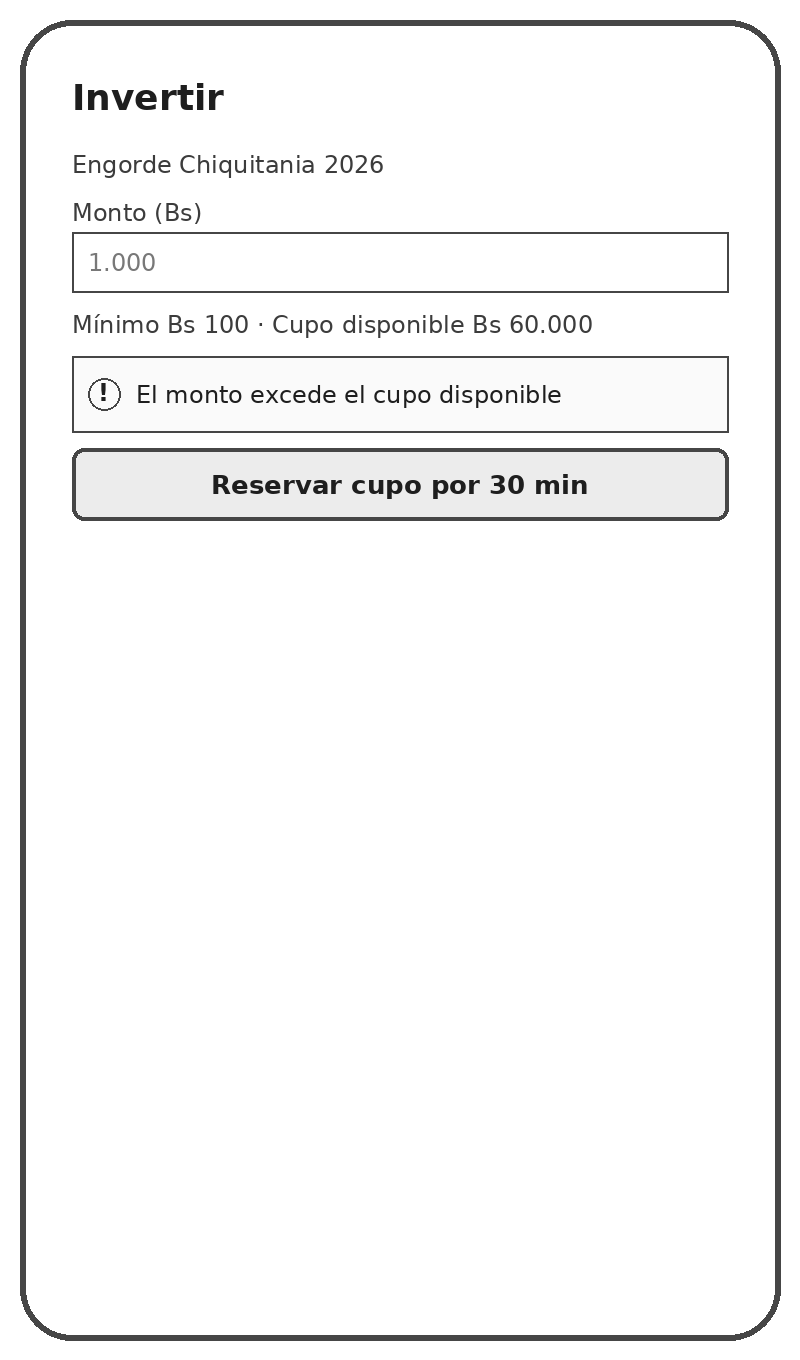 Invertir
Engorde Chiquitania 2026
Monto (Bs)
1.000
Mínimo Bs 100 · Cupo disponible Bs 60.000
! El monto excede el cupo disponible
Reservar cupo por 30 min